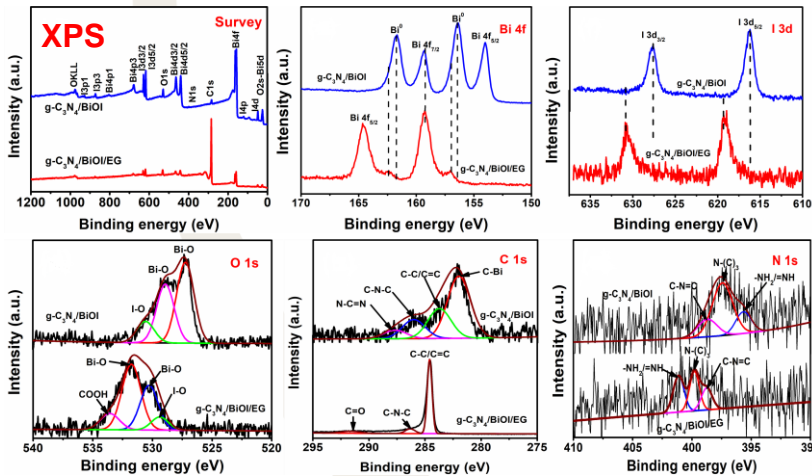 XPS
Survey
OKLL
I3p1
I3p3
Bi4p1
Bi4p3
I3d3/2
I3d5/2
O1s
Bi4d3/2
Bi4d5/2
N1s
C1s
Bi4f
I4p
I4d
O2s-Bi5d
g-C3N4/BiOI
g-C3N4/BiOI/EG
Intensity (a.u.)
1200 1000 800 600 400 200 0
Binding energy (eV)
Bi 4f
Bi0
Bi 4f7/2
Bi0
Bi 4f5/2
g-C3N4/BiOI
Bi 4f5/2
g-C3N4/BiOI/EG
Intensity (a.u.)
170 165 160 155 150
Binding energy (eV)
I 3d
I 3d3/2
I 3d5/2
g-C3N4/BiOI
g-C3N4/BiOI/EG
Intensity (a.u.)
635 630 625 620 615 610
Binding energy (eV)
O 1s
Bi-O
Bi-O
I-O
g-C3N4/BiOI
Bi-O
Bi-O
I-O
COOH
g-C3N4/BiOI/EG
Intensity (a.u.)
540 535 530 525 520
Binding energy (eV)
C 1s
C-Bi
C-C/C=C
C-N-C
N-C=N
g-C3N4/BiOI
C-C/C=C
C=O
C-N-C
g-C3N4/BiOI/EG
Intensity (a.u.)
295 290 285 280 275
Binding energy (eV)
N 1s
N-(C)3
C-N=C
-NH2/=NH
g-C3N4/BiOI
N-(C)
-NH2/=NH
C-N=C
g-C3N4/BiOI/EG
Intensity (a.u.)
410 405 400 395 390
Binding energy (eV)